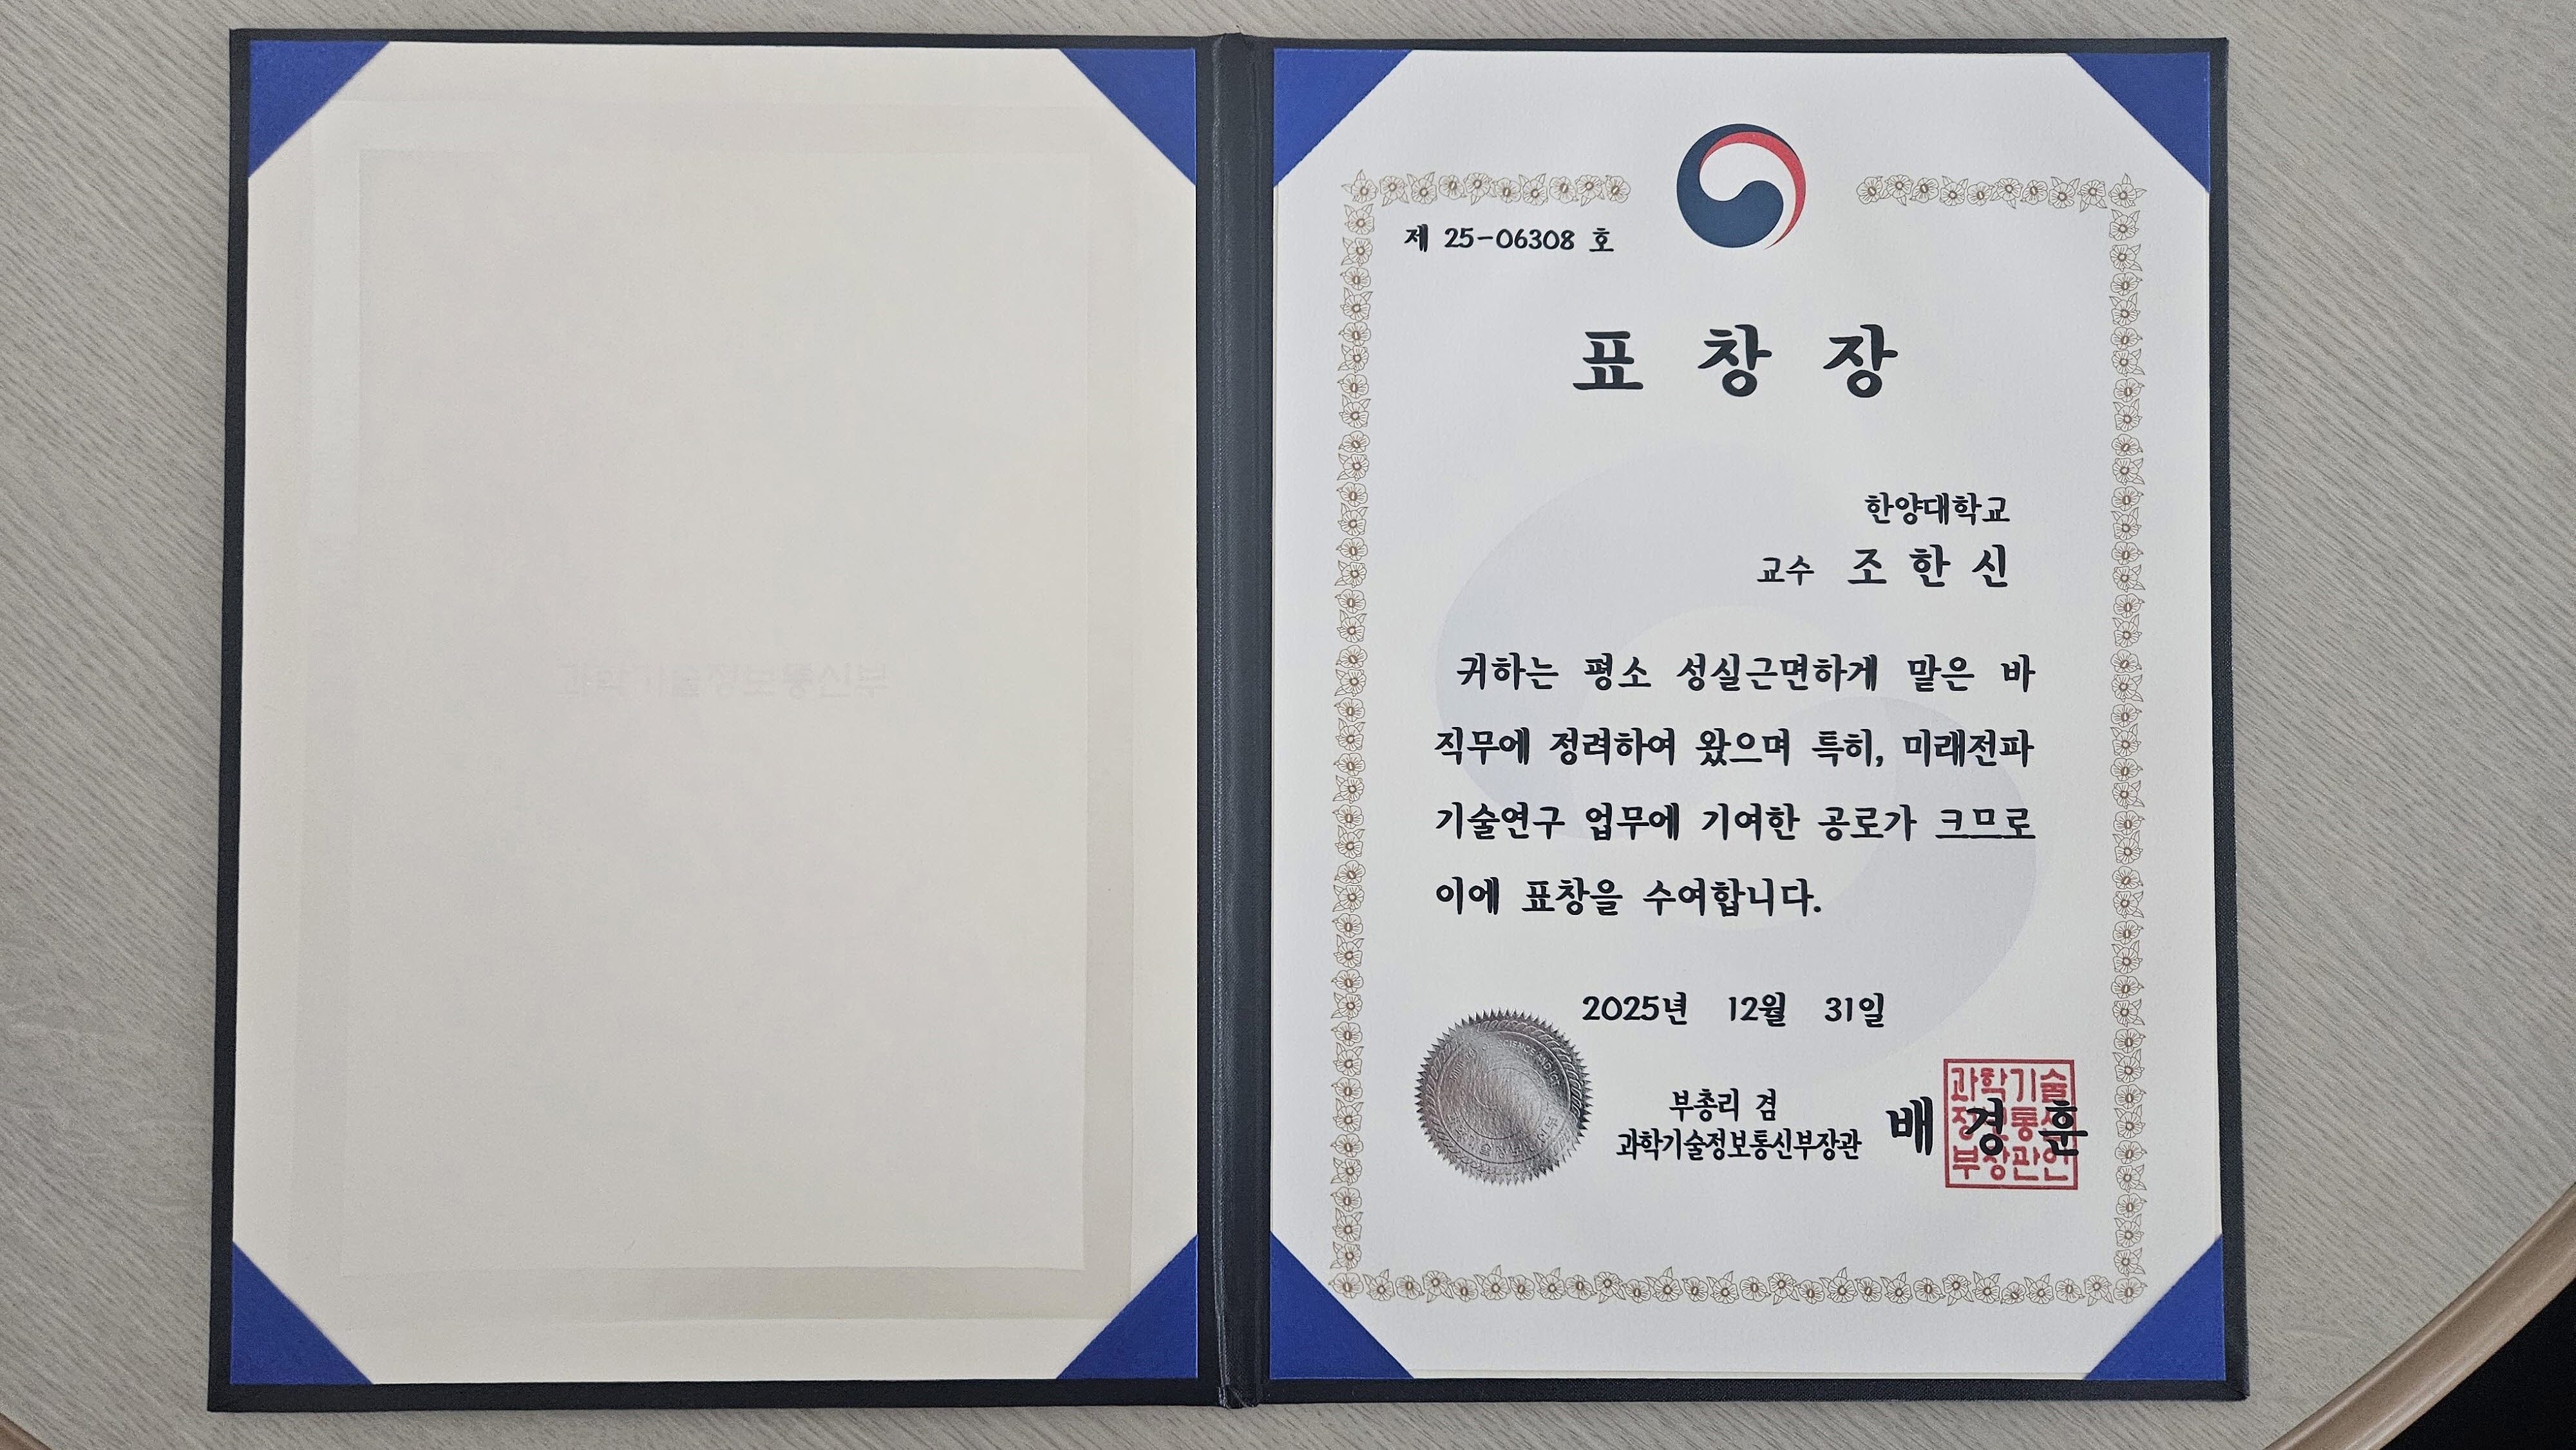 제 25-06308 호
표 창 장
한양대학교
교수 조 한 신
귀하는 평소 성실근면하게 맡은 바
직무에 정려하여 왔으며 특히, 미래전파
기술연구 업무에 기여한 공로가 크므로
이에 표창을 수여합니다.
2025년 12월 31일
부총리 겸
과학기술정보통신부장관 배 경 훈
과학기술
정보통신
부장관인